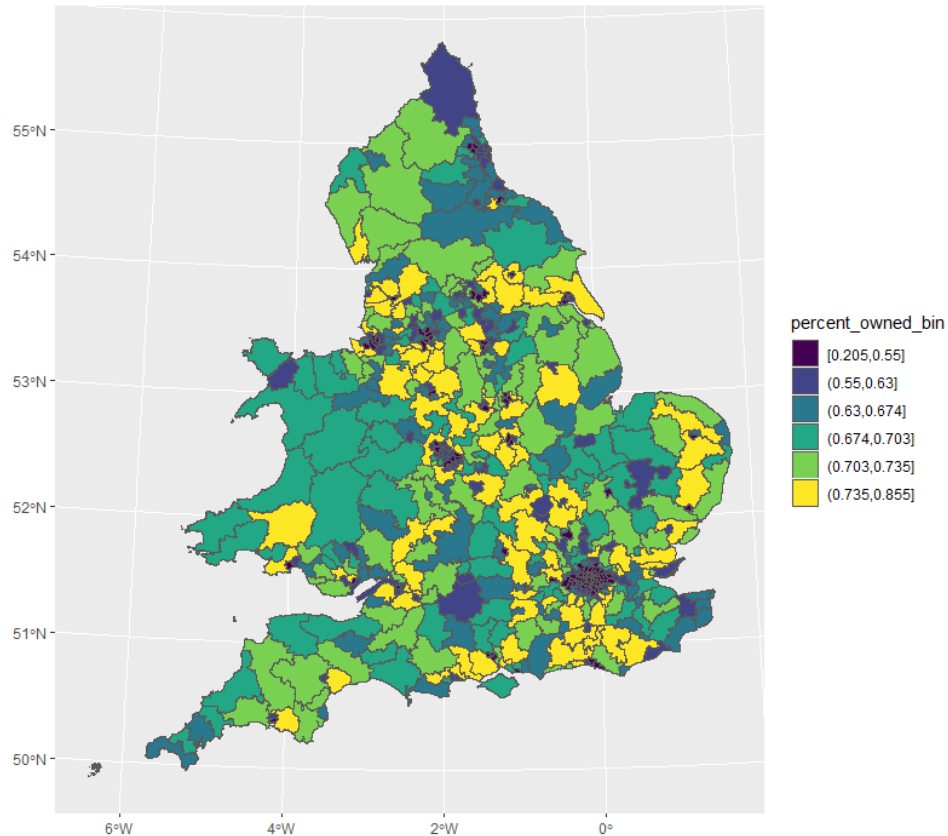 55°N
54°N
53°N
52°N
51°N
50°N
6°W
4°W
2°W
0°
percent_owned_bin
[0.205,0.55]
(0.55,0.63]
(0.63,0.674]
(0.674,0.703]
(0.703,0.735]
(0.735,0.855]